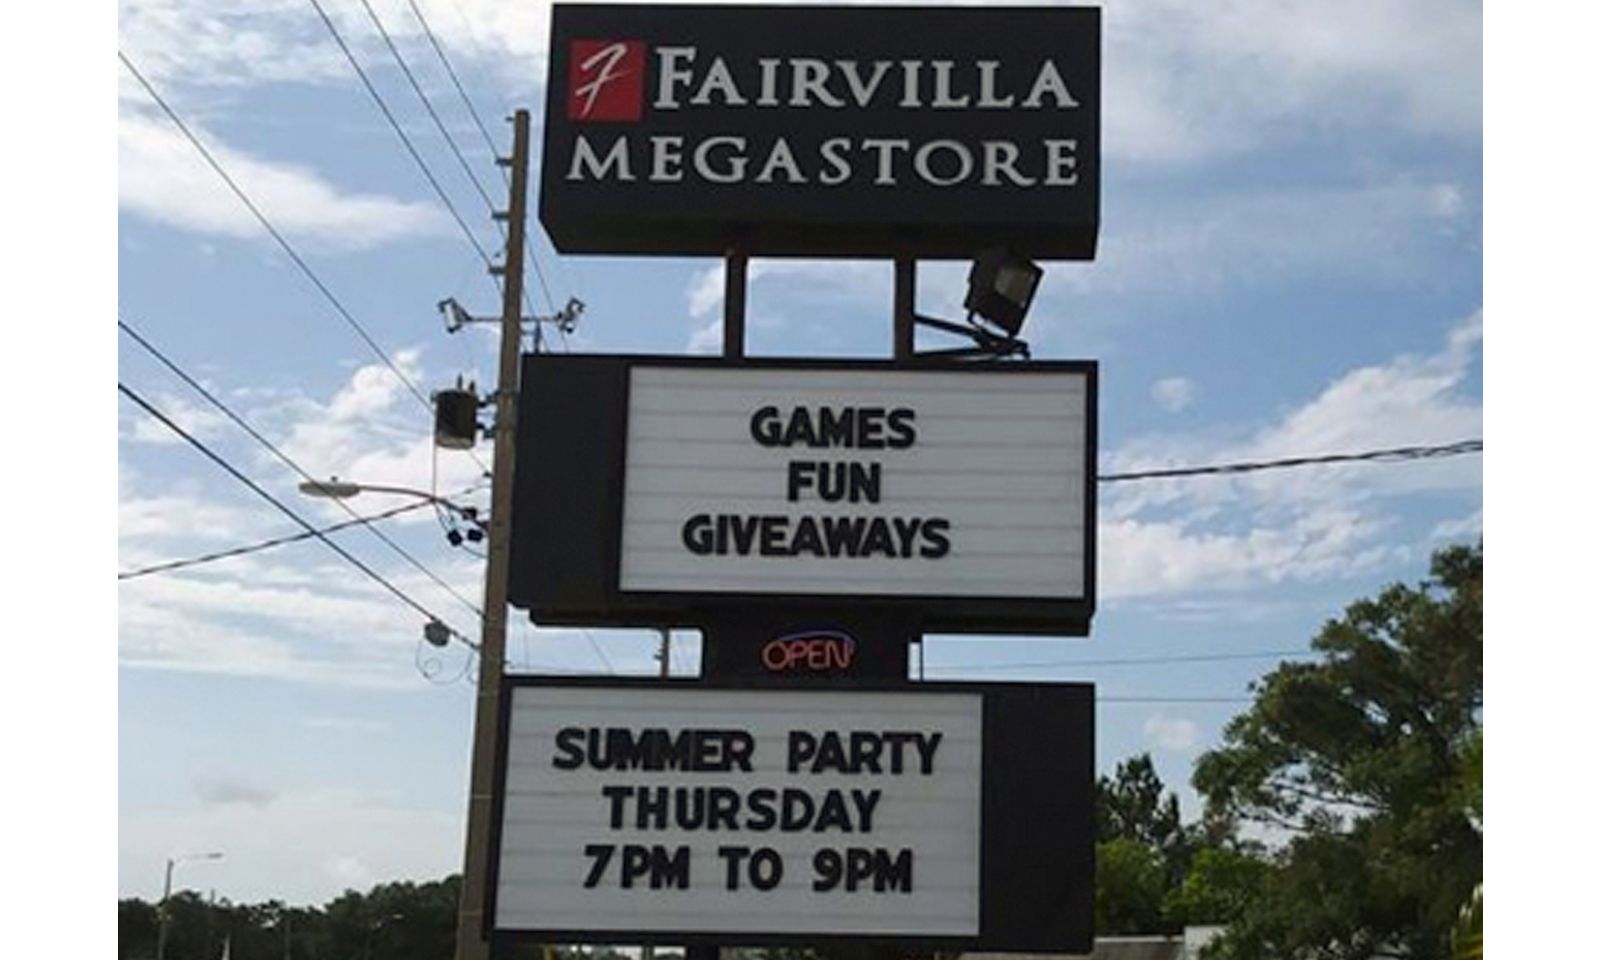 F FAIRVILLA
MEGASTORE
GAMES
FUN
GIVEAWAYS
OPEN
SUMMER PARTY
THURSDAY
7PM TO 9PM